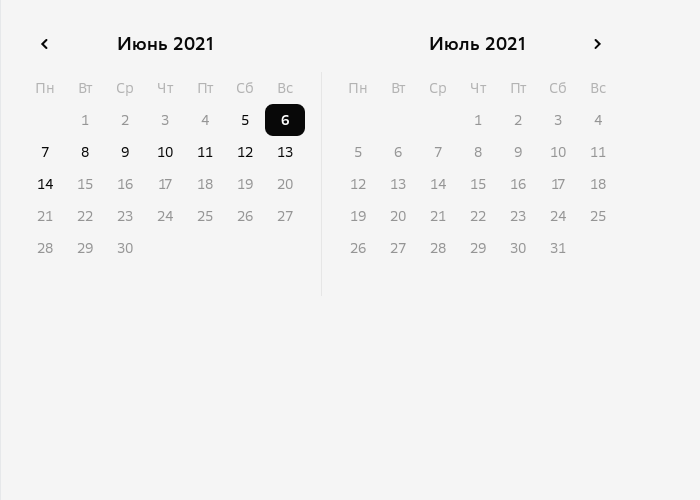 Июнь 2021
Пн Вт Ср Чт Пт Сб Вс
1 2 3 4 5 6
7 8 9 10 11 12 13
14 15 16 17 18 19 20
21 22 23 24 25 26 27
28 29 30
Июль 2021
Пн Вт Ср Чт Пт Сб Вс
1 2 3 4
5 6 7 8 9 10 11
12 13 14 15 16 17 18
19 20 21 22 23 24 25
26 27 28 29 30 31